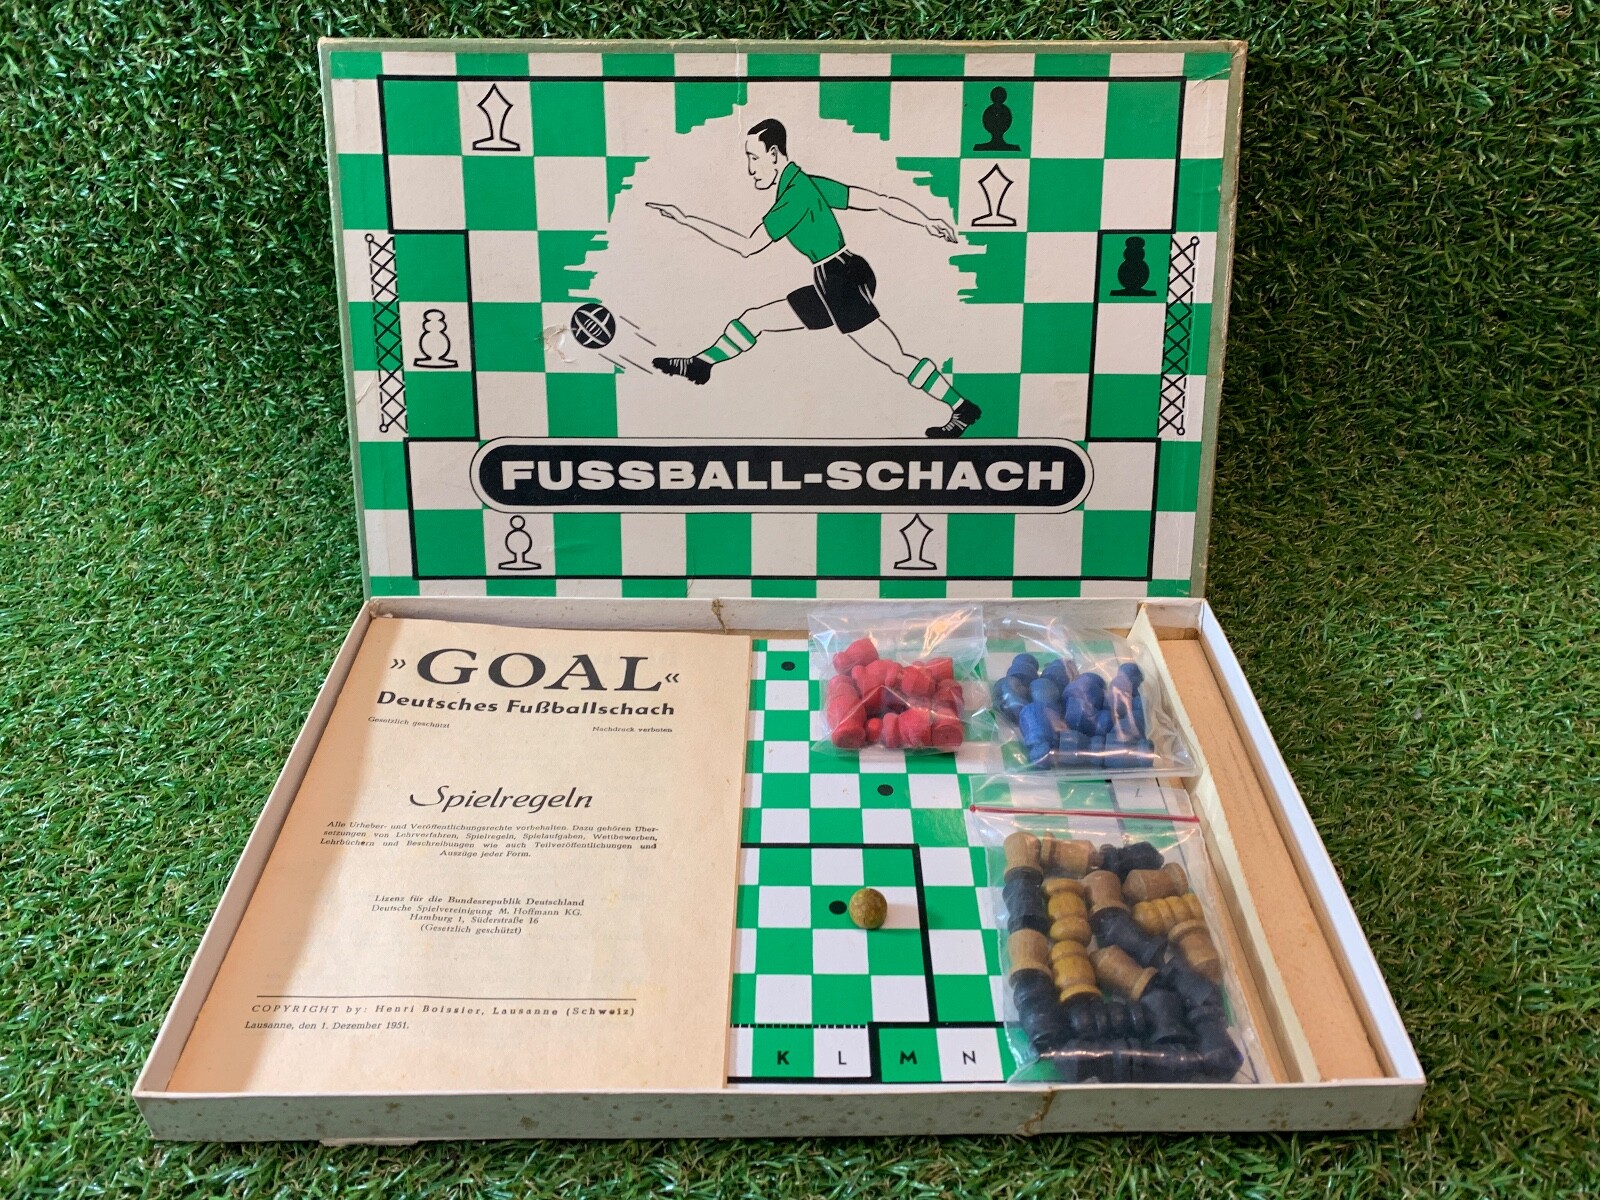 FUSSBALL-SCHACH
»GOAL«
Deutsches Fußballschach
Gesetzlich geschützt Nachdruck verboten
Spielregeln
Alle Urheber- und Veröffentlichungsrechte vorbehalten. Dazu gehören Über-
setzungen von Lehrverfahren, Spielregeln, Spielaufgaben, Wettbewerben,
Lehrbüchern und Beschreibungen wie auch Teilveröffentlichungen und
Auszüge jeder Form.
Lizenz für die Bundesrepublik Deutschland
Deutsche Spielvereinigung M. Hoffmann KG.
Hamburg 1, Süderstraße 16
(Gesetzlich geschützt)
COPYRIGHT by: Henri Boissier, Lausanne (Schweiz)
Lausanne, den 1. Dezember 1951.
L
K L M N